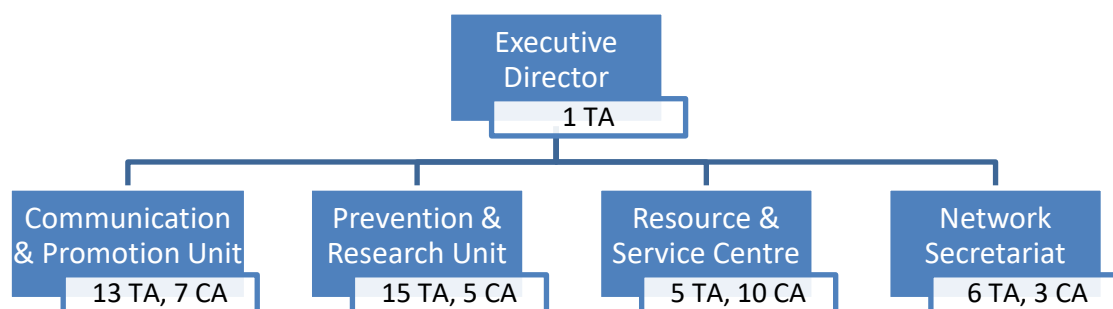 Executive
Director
1 TA
Communication
& Promotion Unit
13 TA, 7 CA
Prevention &
Research Unit
15 TA, 5 CA
Resource &
Service Centre
5 TA, 10 CA
Network
Secretariat
6 TA, 3 CA